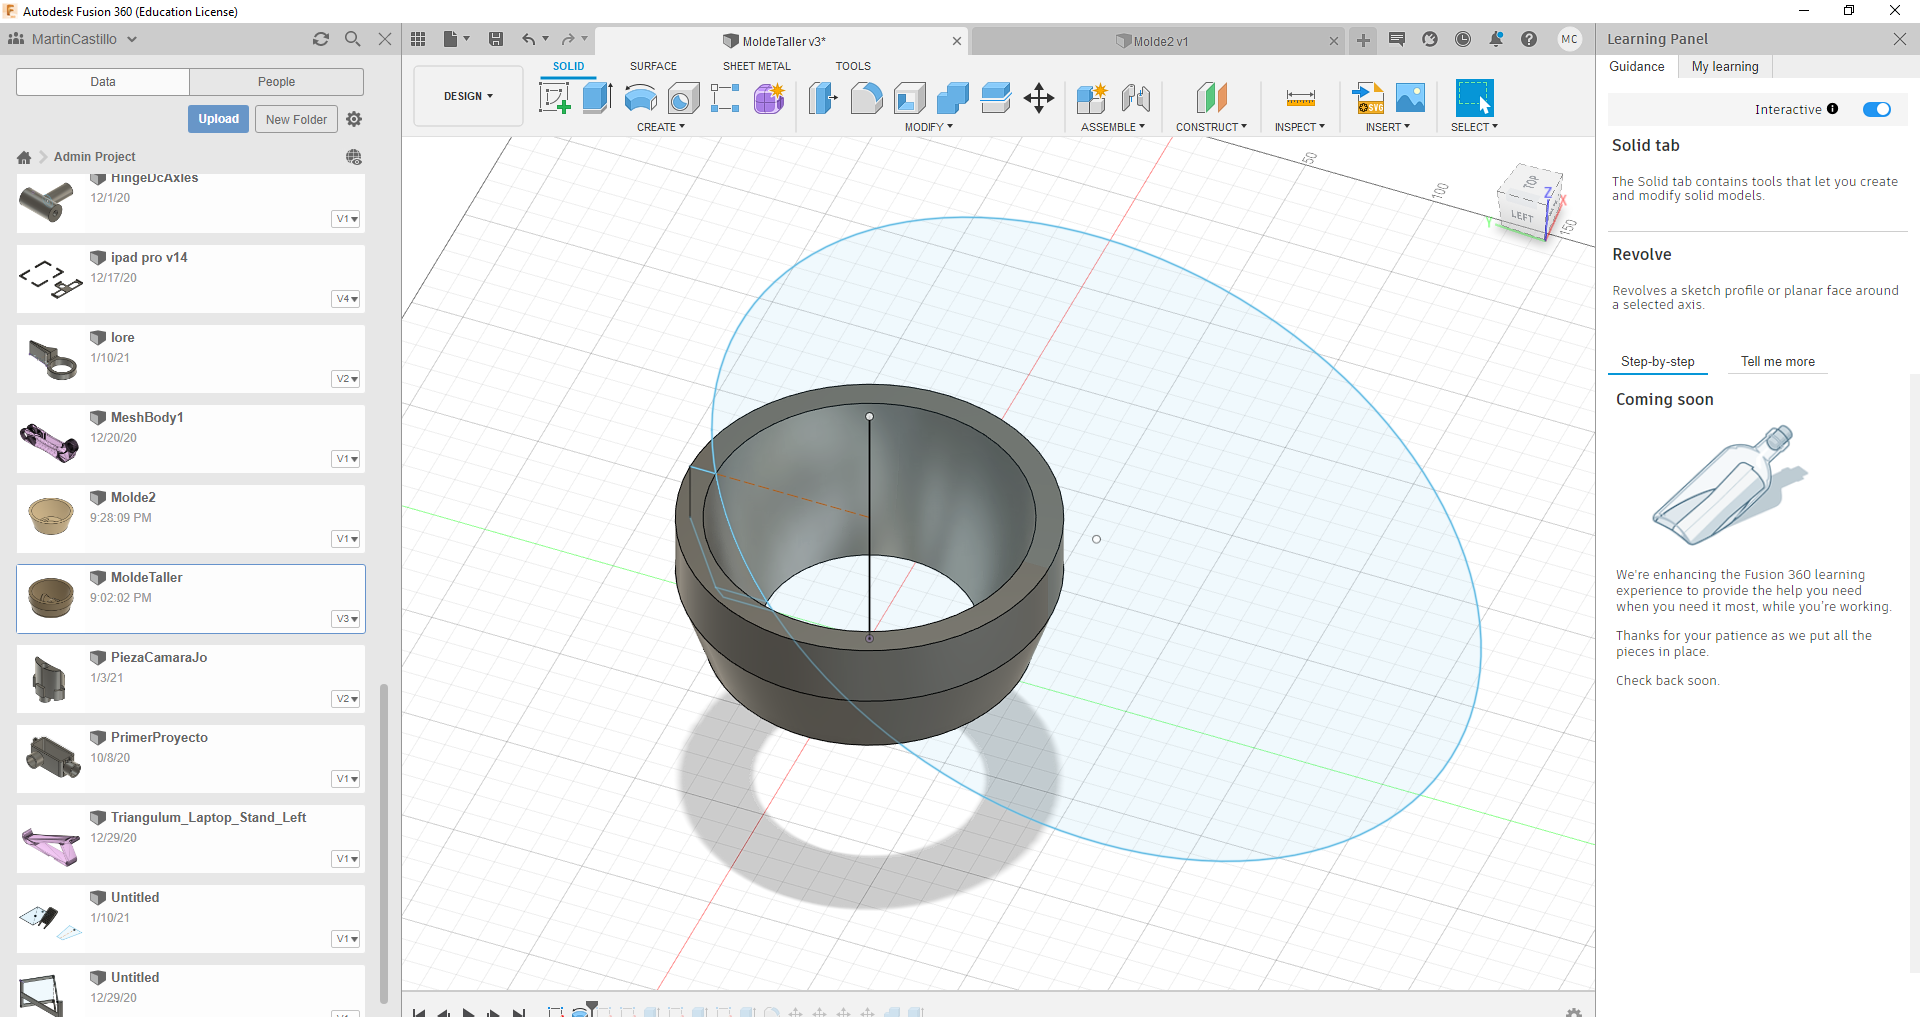 Autodesk Fusion 360 (Education License)
MartinCastillo
MoldeTaller v3*
Molde2 v1
MC
Learning Panel
Data
People
Upload
New Folder
Admin Project
HingeDcAxles
12/1/20
V1
ipad pro v14
12/17/20
V4
lore
1/10/21
V2
MeshBody1
12/20/20
V1
Molde2
9:28:09 PM
V1
MoldeTaller
9:02:02 PM
V3
PiezaCamaraJo
1/3/21
V2
PrimerProyecto
10/8/20
V1
Triangulum_Laptop_Stand_Left
12/29/20
V1
Untitled
1/10/21
V1
Untitled
12/29/20
DESIGN
SOLID
SURFACE
SHEET METAL
TOOLS
CREATE
MODIFY
ASSEMBLE
CONSTRUCT
INSPECT
INSERT
SELECT
SVG
50
100
150
TOP
LEFT
Z
X
Y
Guidance
My learning
Interactive
Solid tab
The Solid tab contains tools that let you create
and modify solid models.
Revolve
Revolves a sketch profile or planar face around
a selected axis.
Step-by-step
Tell me more
Coming soon
We're enhancing the Fusion 360 learning
experience to provide the help you need
when you need it most, while you're working.
Thanks for your patience as we put all the
pieces in place.
Check back soon.